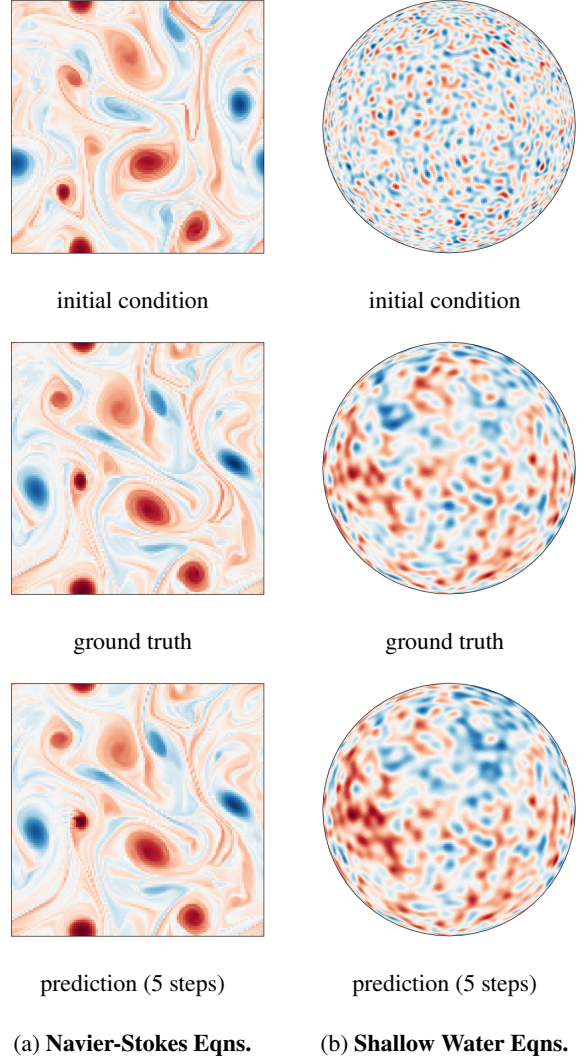 initial condition
initial condition
ground truth
ground truth
prediction (5 steps)
prediction (5 steps)
(a) Navier-Stokes Eqns.
(b) Shallow Water Eqns.